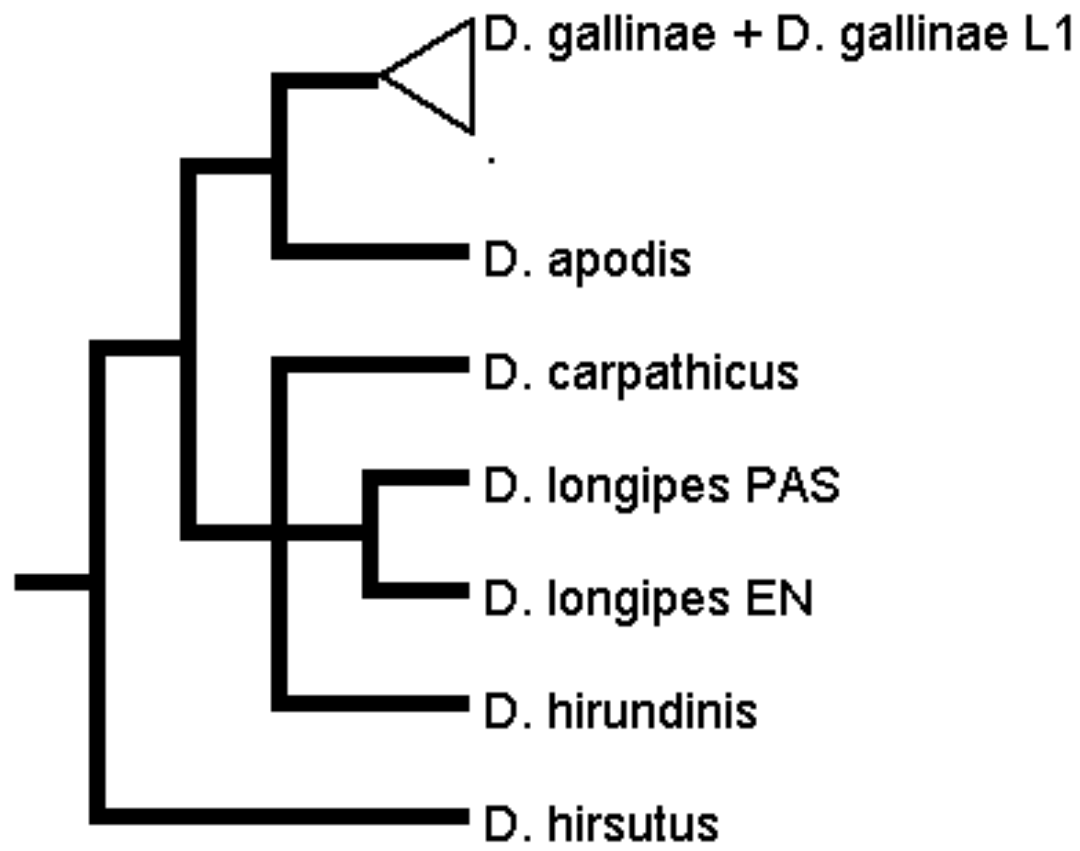 D. gallinae + D. gallinae L1
.
D. apodis
D. carpathicus
D. longipes PAS
D. longipes EN
D. hirundinis
D. hirsutus